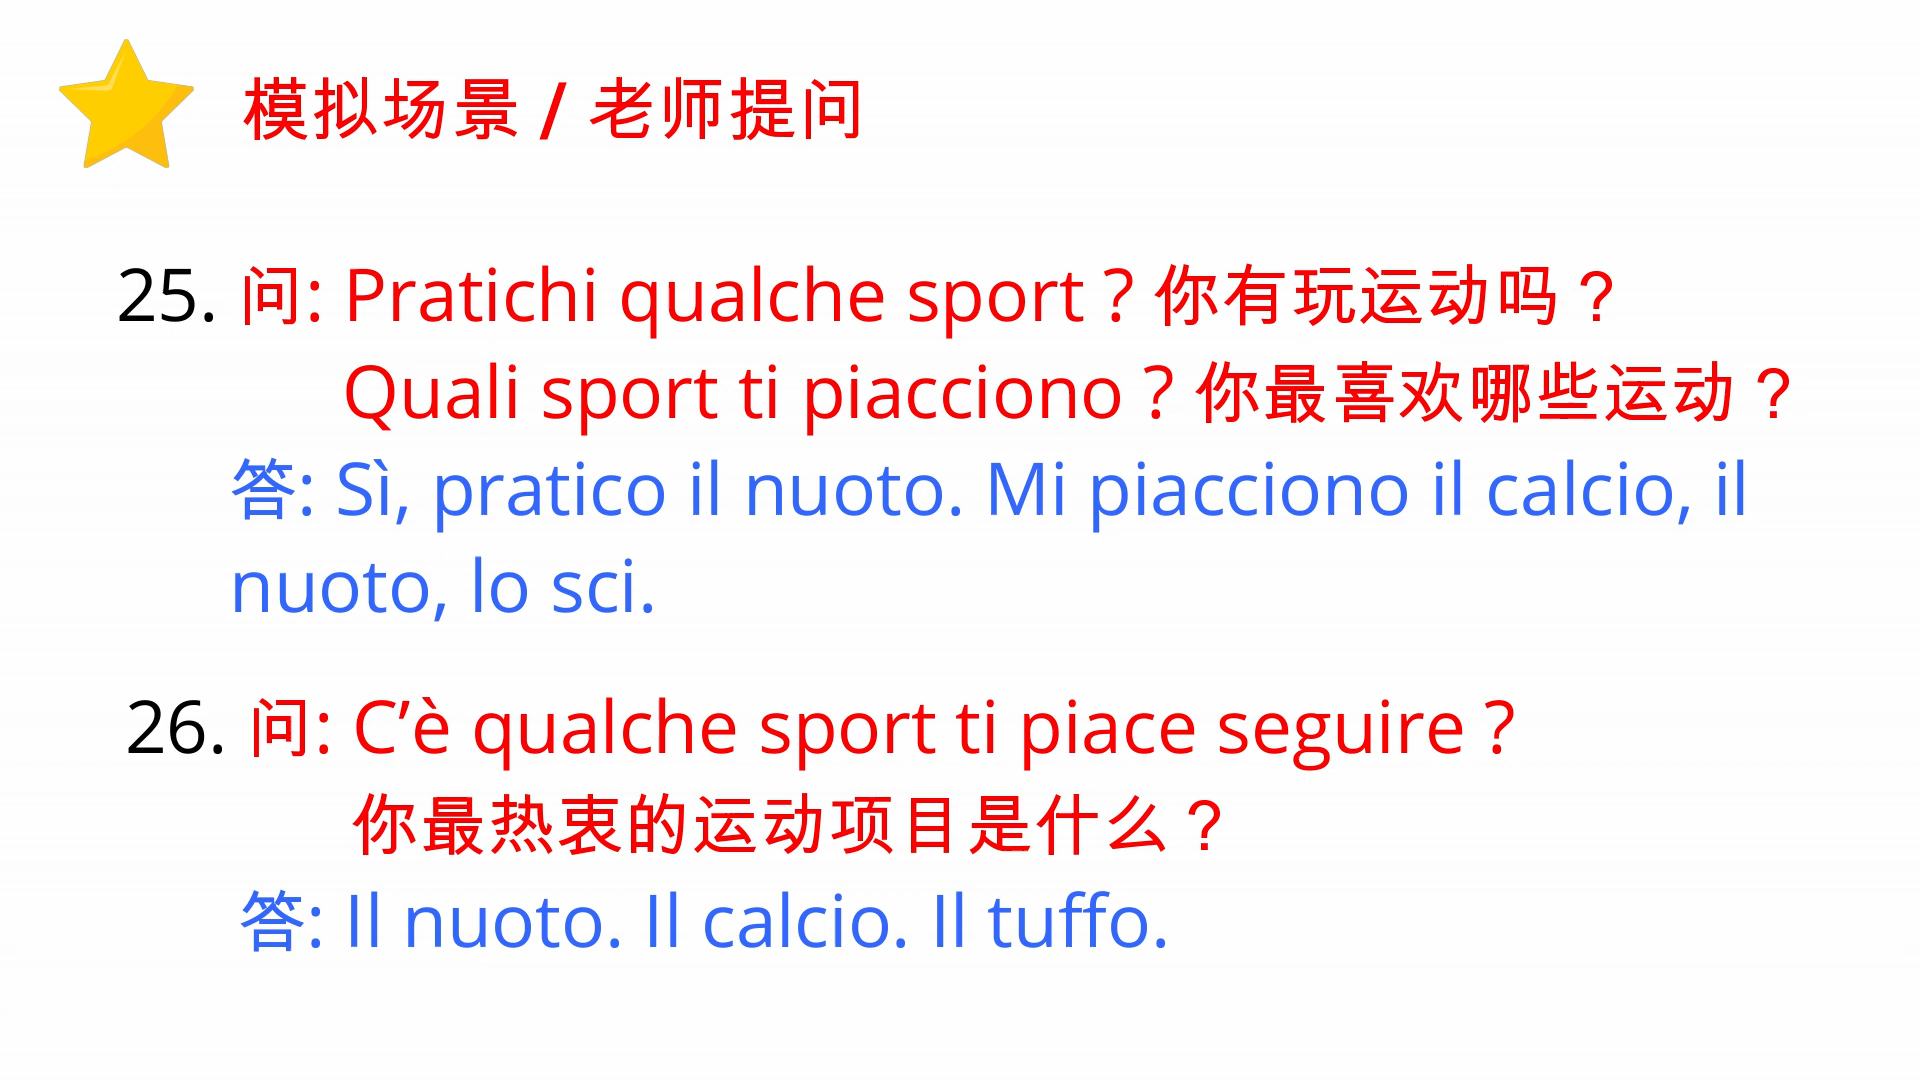 模拟场景 / 老师提问
25. 问: Pratichi qualche sport ? 你有玩运动吗？
Quali sport ti piacciono ? 你最喜欢哪些运动？
答: Sì, pratico il nuoto. Mi piacciono il calcio, il
nuoto, lo sci.
26. 问: C’è qualche sport ti piace seguire ?
你最热衷的运动项目是什么？
答: Il nuoto. Il calcio. Il tuffo.